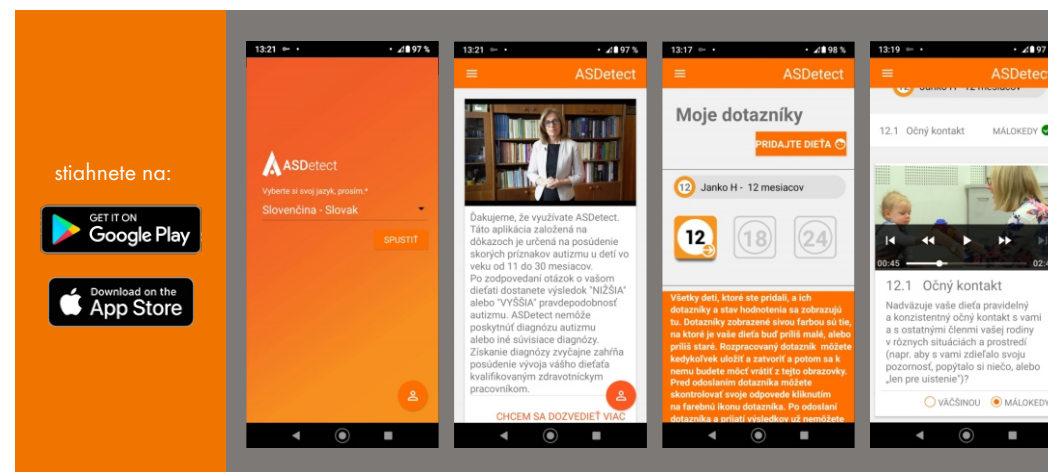 stiahnete na:
GET IT ON
Google Play
Download on the
App Store
13:21
97 %
ASDetect
Vyberte si svoj jazyk, prosím.*
Slovenčina - Slovak
SPUSTIŤ
13:21
97 %
ASDetect
Ďakujeme, že využívate ASDetect.
Táto aplikácia založená na
dôkazoch je určená na posúdenie
skorých príznakov autizmu u detí vo
veku od 11 do 30 mesiacov.
Po zodpovedaní otázok o vašom
dieťati dostanete výsledok "NIŽŠIA"
alebo "VYŠŠIA" pravdepodobnosť
autizmu. ASDetect nemôže
poskytnúť diagnózu autizmu
alebo iné súvisiace diagnózy.
Získanie diagnózy zvyčajne zahŕňa
posúdenie vývoja vášho dieťaťa
kvalifikovaným zdravotníckym
pracovníkom.
CHCEM SA DOZVEDIEŤ VIAC
13:17
98 %
ASDetect
Moje dotazníky
PRIDAJTE DIEŤA
12 Janko H - 12 mesiacov
12 18 24
Všetky deti, ktoré ste pridali, a ich
dotazníky a stav hodnotenia sa zobrazujú
tu. Dotazníky zobrazené sivou farbou sú tie,
na ktoré je vaše dieťa buď príliš malé, alebo
príliš staré. Rozpracovaný dotazník môžete
kedykoľvek uložiť a zatvoriť a potom sa k
nemu budete môcť vrátiť z tejto obrazovky.
Pred odoslaním dotazníka môžete
skontrolovať svoje odpovede kliknutím
na farebnú ikonu dotazníka. Po odoslaní
dotazníka a prijatí výsledkov už nemôžete
13:19
97
ASDetect
12 Janko H - 12 mesiacov
12.1 Očný kontakt MÁLOKEDY
00:45 02:4
12.1 Očný kontakt
Nadväzuje vaše dieťa pravidelný
a konzistentný očný kontakt s vami
a s ostatnými členmi vašej rodiny
v rôznych situáciách a prostredí
(napr. aby s vami zdieľalo svoju
pozornosť, popýtalo si niečo, alebo
„len pre uistenie")?
VÄČŠINOU MÁLOKEDY